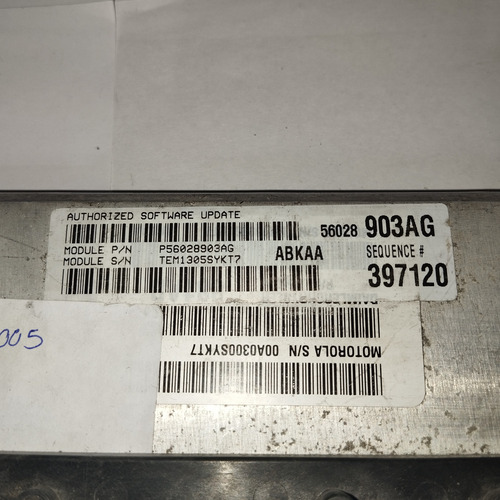 AUTHORIZED SOFTWARE UPDATE
56028 903AG
MODULE P/N P56028903AG
MODULE S/N TEM1305SYKT7
ABKAA
SEQUENCE #
397120
MOTOROLA S/N 00A0300SYKT7
005